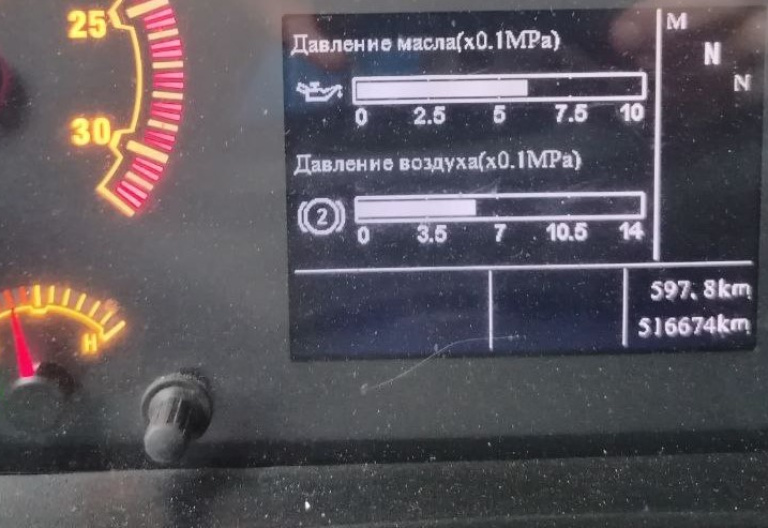 25
30
H
Давление масла(x0.1MPa)
0 2.5 5 7.5 10
Давление воздуха(x0.1MPa)
2
0 3.5 7 10.5 14
M
N
N
597.8km
516674km